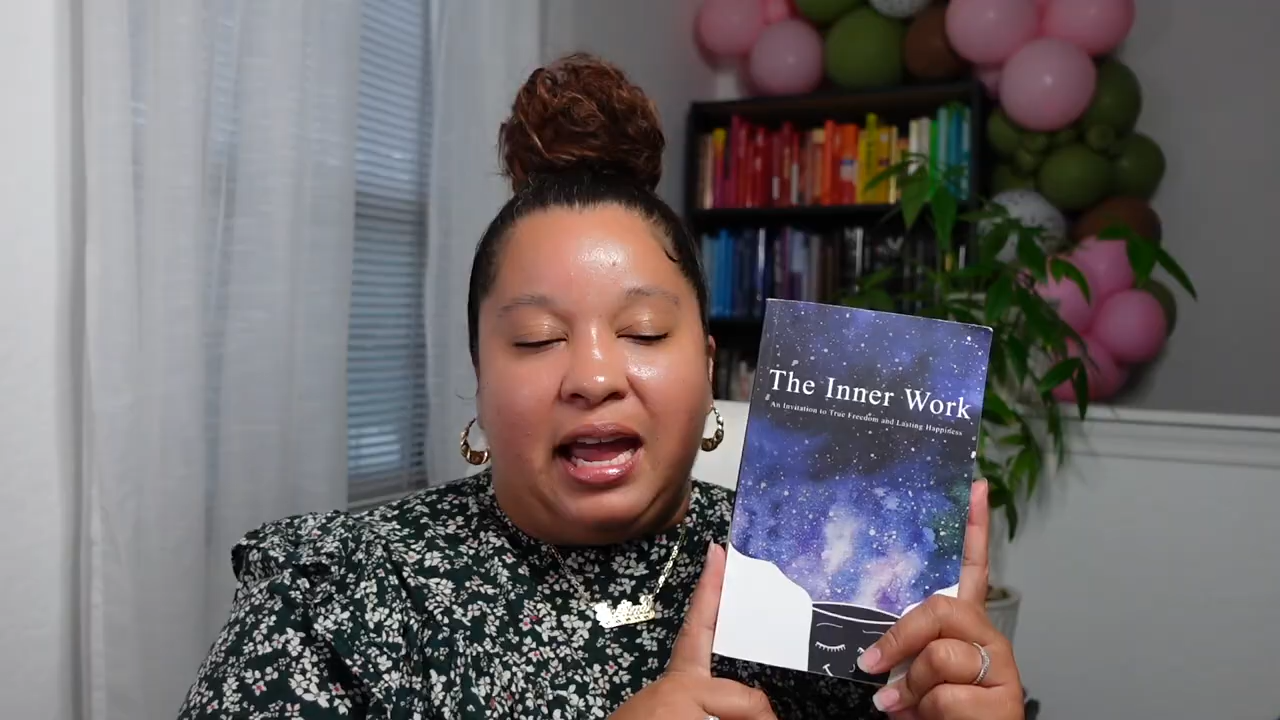 The Inner Work
An Invitation to True Freedom and Lasting Happiness